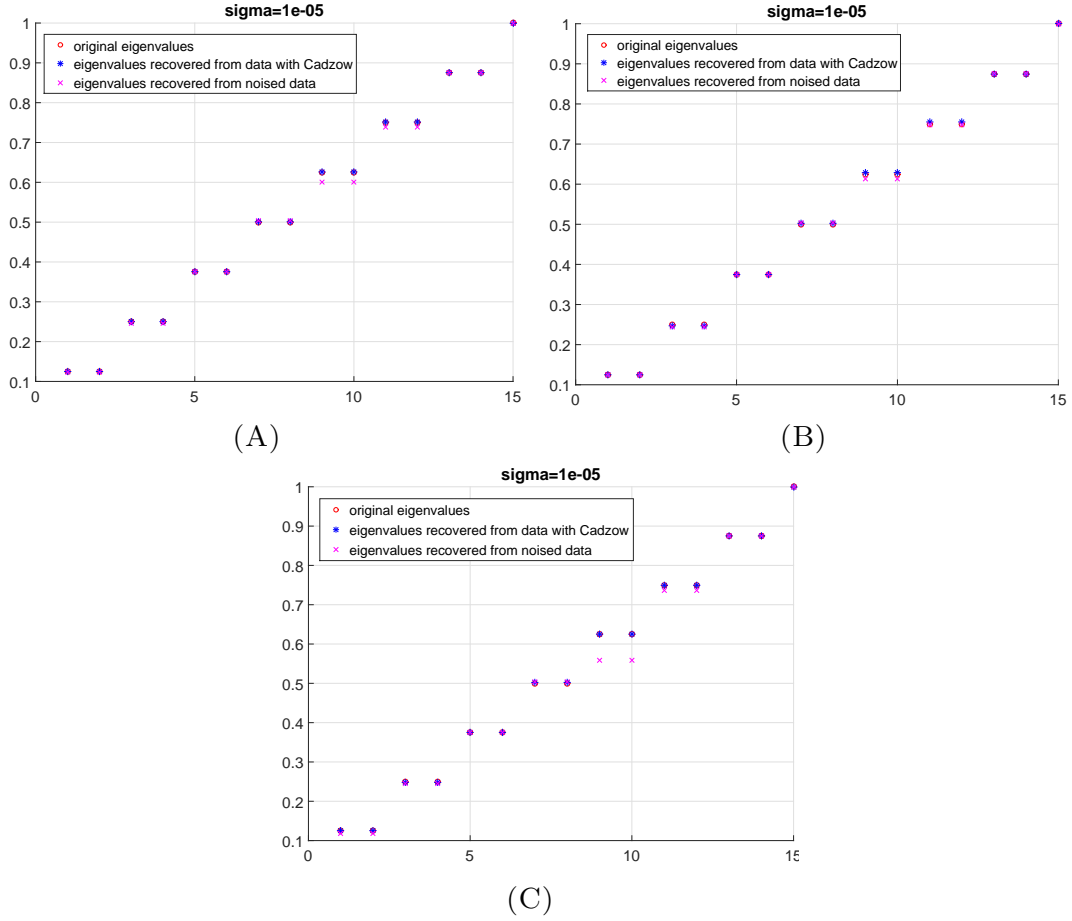 sigma=1e-05
1
0.9
0.8
0.7
0.6
0.5
0.4
0.3
0.2
0.1
0
5
10
15
original eigenvalues
eigenvalues recovered from data with Cadzow
eigenvalues recovered from noised data
(A)
sigma=1e-05
1
0.9
0.8
0.7
0.6
0.5
0.4
0.3
0.2
0.1
0
5
10
15
original eigenvalues
eigenvalues recovered from data with Cadzow
eigenvalues recovered from noised data
(B)
sigma=1e-05
1
0.9
0.8
0.7
0.6
0.5
0.4
0.3
0.2
0.1
0
5
10
15
original eigenvalues
eigenvalues recovered from data with Cadzow
eigenvalues recovered from noised data
(C)